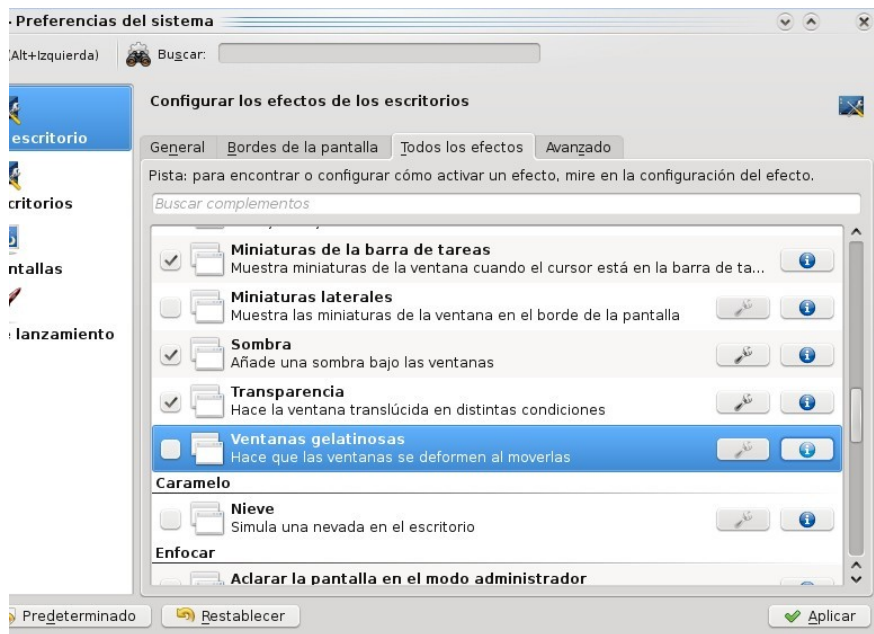 Preferencias del sistema
(Alt+Izquierda)
Buscar:
Configurar los efectos de los escritorios
escritorio
critorios
ntallas
e lanzamiento
General Bordes de la pantalla Todos los efectos Avanzado
Pista: para encontrar o configurar cómo activar un efecto, mire en la configuración del efecto.
Buscar complementos
Miniaturas de la barra de tareas
Muestra miniaturas de la ventana cuando el cursor está en la barra de ta...
Miniaturas laterales
Muestra las miniaturas de la ventana en el borde de la pantalla
Sombra
Añade una sombra bajo las ventanas
Transparencia
Hace la ventana translúcida en distintas condiciones
Ventanas gelatinosas
Hace que las ventanas se deformen al moverlas
Caramelo
Nieve
Simula una nevada en el escritorio
Enfocar
Aclarar la pantalla en el modo administrador
Predeterminado Restablecer Aplicar